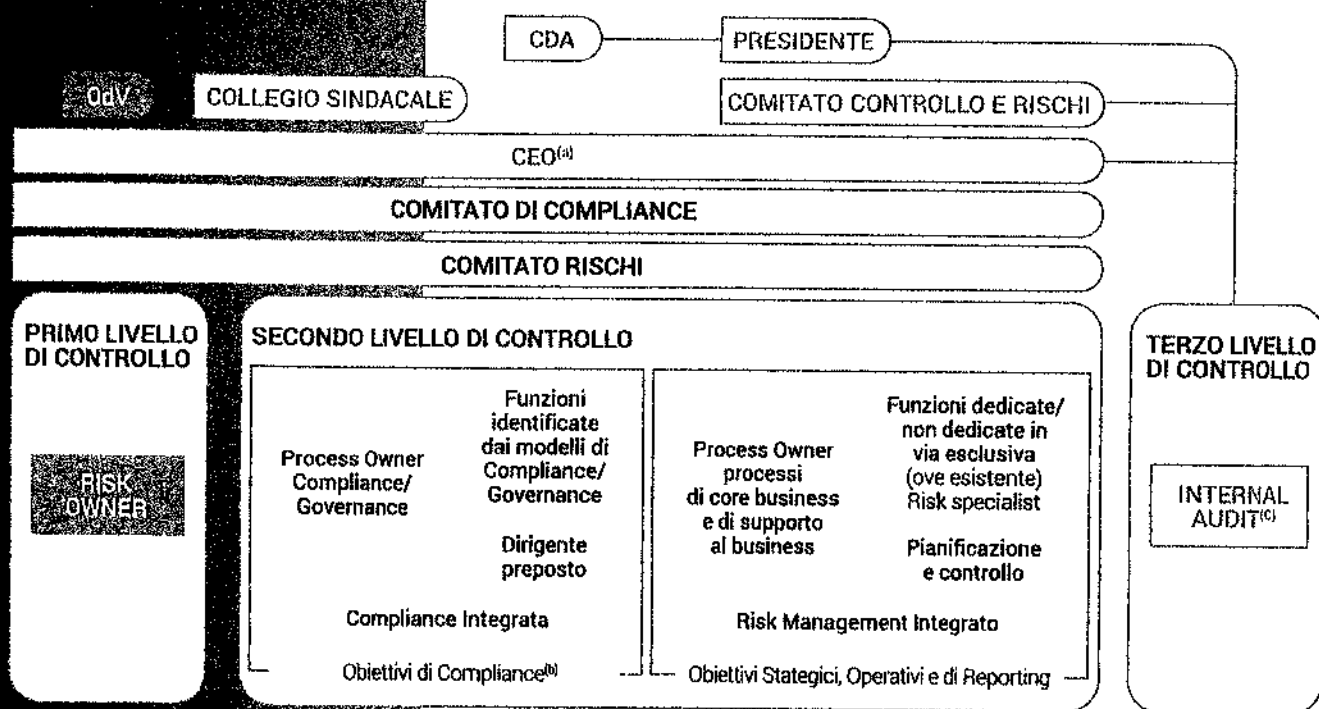 CDA
PRESIDENTE
OdV
COLLEGIO SINDACALE
COMITATO CONTROLLO E RISCHI
CEO(a)
COMITATO DI COMPLIANCE
COMITATO RISCHI
PRIMO LIVELLO
DI CONTROLLO
RISK
OWNER
SECONDO LIVELLO DI CONTROLLO
Process Owner
Compliance/
Governance
Funzioni
identificate
dai modelli di
Compliance/
Governance
Dirigente
preposto
Compliance Integrata
Obiettivi di Compliance(b)
Process Owner
processi
di core business
e di supporto
al business
Funzioni dedicate/
non dedicate in
via esclusiva
(ove esistente)
Risk specialist
Pianificazione
e controllo
Risk Management Integrato
Obiettivi Stategici, Operativi e di Reporting
TERZO LIVELLO
DI CONTROLLO
INTERNAL
AUDIT(c)